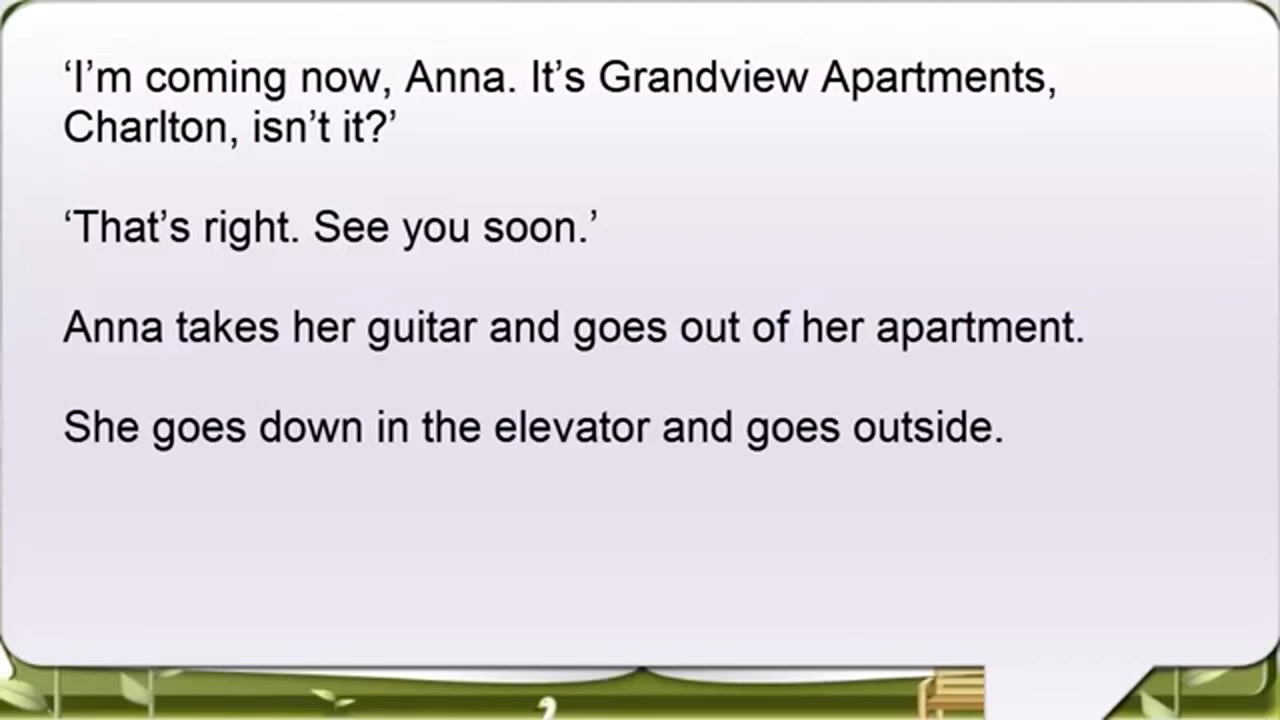 ‘I’m coming now, Anna. It’s Grandview Apartments,
Charlton, isn’t it?’
‘That’s right. See you soon.’
Anna takes her guitar and goes out of her apartment.
She goes down in the elevator and goes outside.